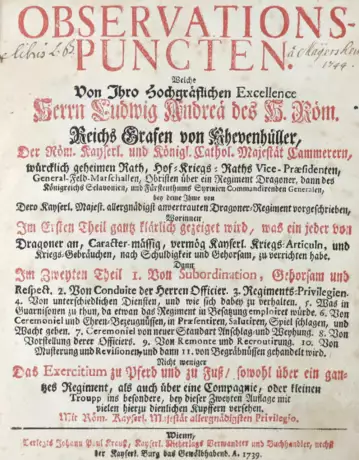 OBSERVATIONS-
PUNCTEN.
Welche
Von Ihro Hochgräflichen Excellence
Herrn Ludwig Andreä des H. Röm.
Reichs Grafen von Khevenhüller,
Der Röm. Kayserl. und Königl. Cathol. Majestät Cammerern,
würcklich geheimen Rath, Hof-Kriegs-Raths Vice-Præsidenten,
General-Feld-Marschallen, Obristen über ein Regiment Dragoner, dann des
Königreichs Sclavonien, und Fürstenthums Syrmien Commandirenden Generalen,
bey deme Ihme von
Dero Kayserl. Majest. allergnädigst anvertrauten Dragoner-Regiment vorgeschrieben,
Worinnen
Im Ersten Theil gantz klärlich gezeiget wird, was ein jeder von
Dragoner an, Caracter-mässig, vermög Kayserl. Kriegs-Articuln, und
Kriegs-Gebräuchen, nach Schuldigkeit und Gehorsam, zu verrichten habe.
Dann
Im Zweyten Theil 1. Von Subordination, Gehorsam und
Respect. 2. Von Conduite der Herren Officier. 3. Regiments-Privilegien.
4. Von unterschiedlichen Diensten, und wie sich dabey zu verhalten. 5. Was in
Guarnisonen zu thun, da etwan das Regiment in Besatzung emploiret würde. 6. Von
Ceremoniel und Ehren-Bezeugnissen, in Præsentiren, Salutiren, Spiel schlagen, und
Wacht geben. 7. Ceremoniel von neuer Standart Anschlag- und Weyhung. 8. Von
Vorstellung derer Officiers. 9. Von Remonte und Recroutirung. 10. Von
Musterung und Revisionen, und dann 11. von Begräbnüssen gehandelt wird.
Nicht weniger
Das Exercitium zu Pferd und zu Fuß, sowohl über ein gan-
tzes Regiment, als auch über eine Compagnie, oder kleinen
Trouppen ins besondere, bey dieser Zweyten Auflage mit
vielen hierzu dienlichen Kupffern versehen.
Mit Röm. Kayserl. Majestät allergnädigsten Privilegio.
Wienn,
Verlegts Johann Paul Krauß, Kayserl. Niderlags Verwandter und Buchhandler, nechst
der Kayserl. Burg das Gewölb habend. A. 1739.